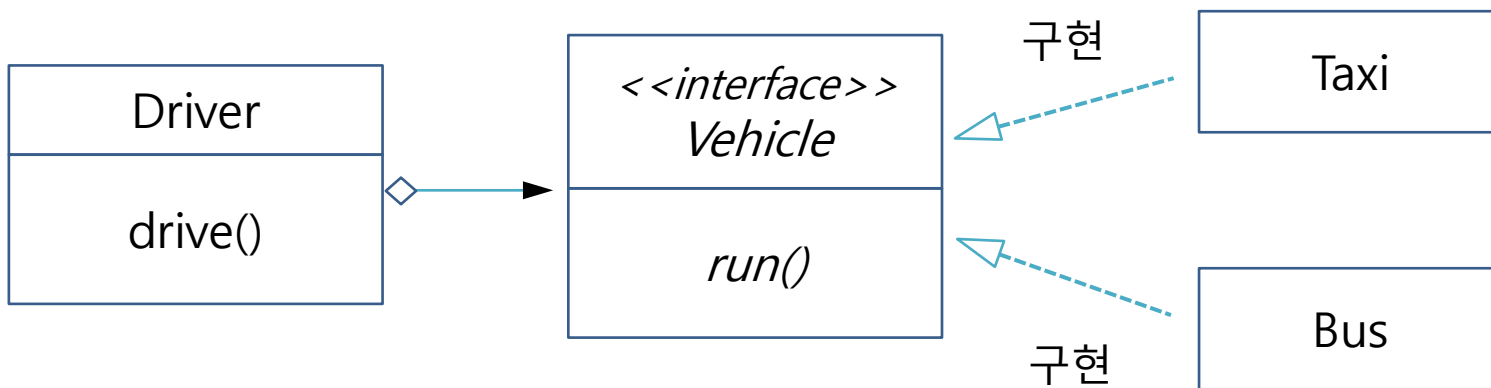 Driver
drive()
<<interface>>
Vehicle
run()
구현
Taxi
구현
Bus